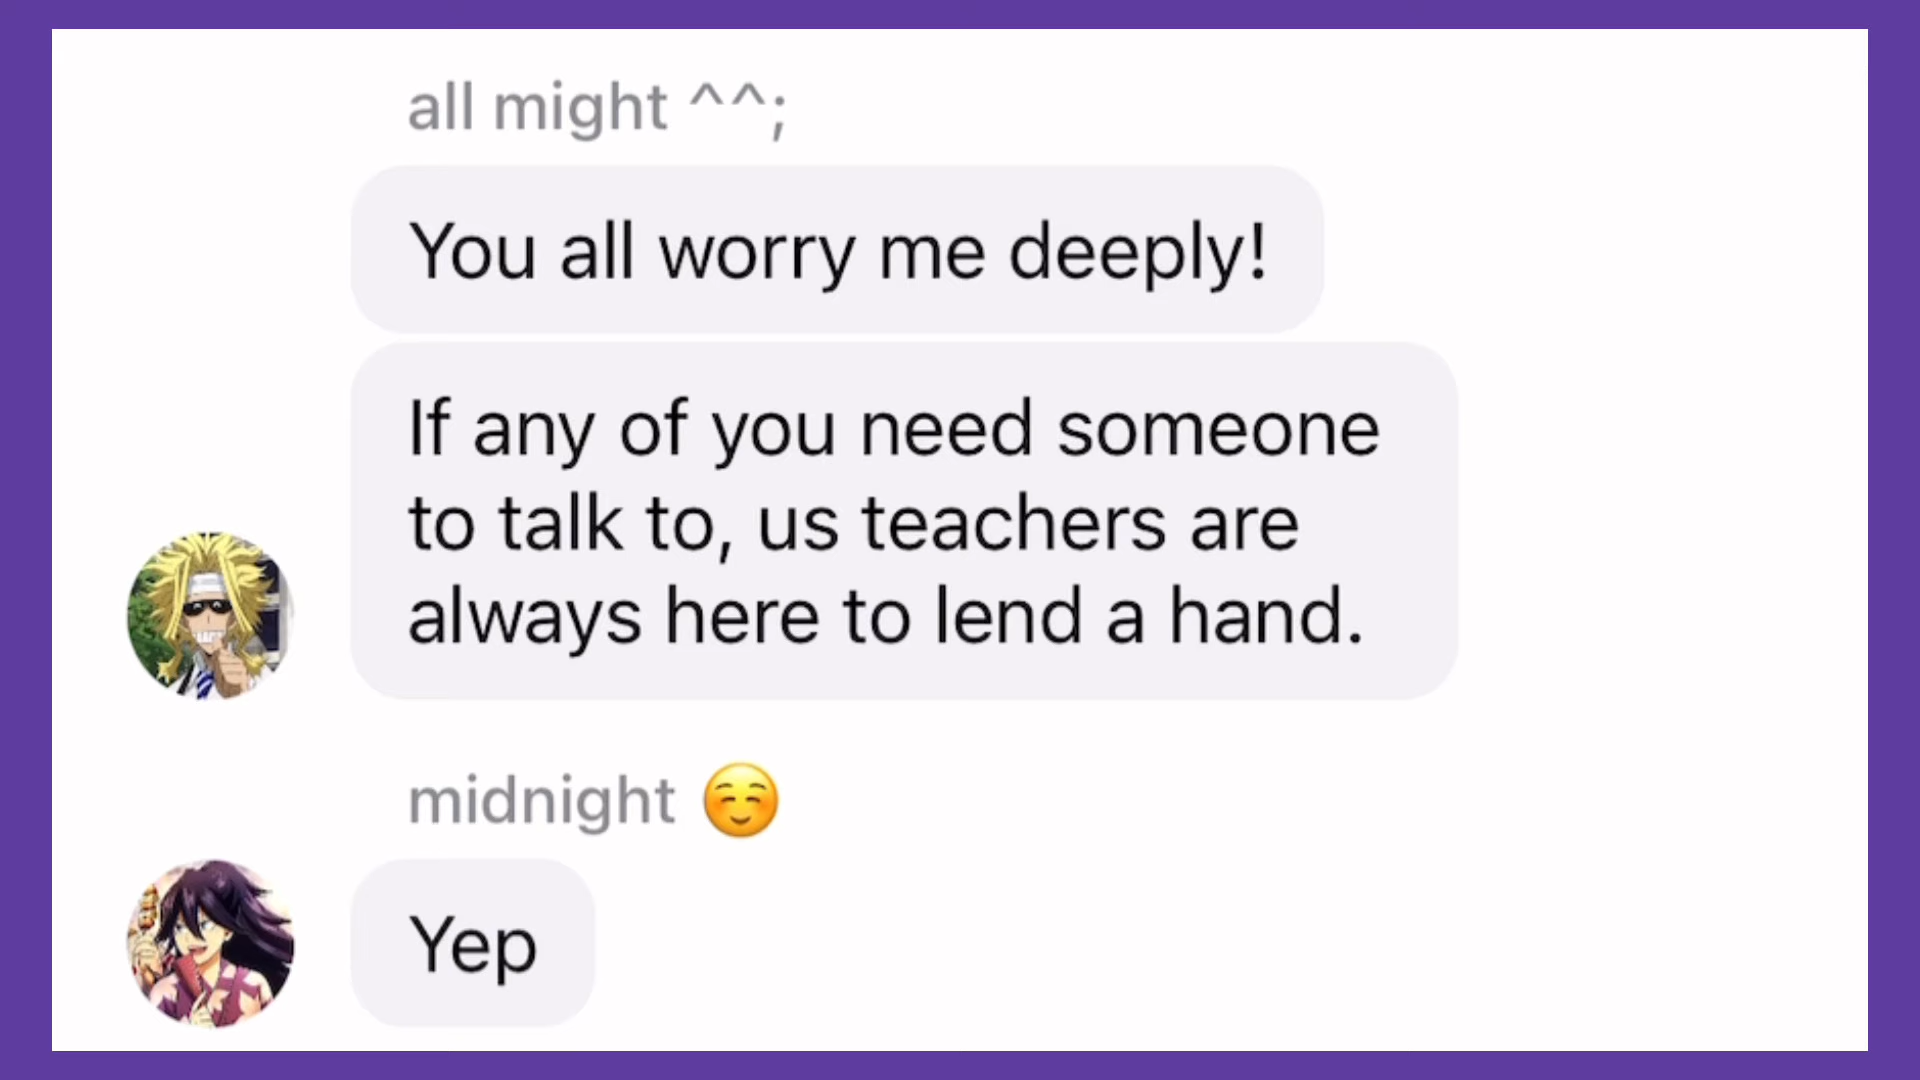 all might ^^;
You all worry me deeply!
If any of you need someone
to talk to, us teachers are
always here to lend a hand.
midnight ☺️
Yep